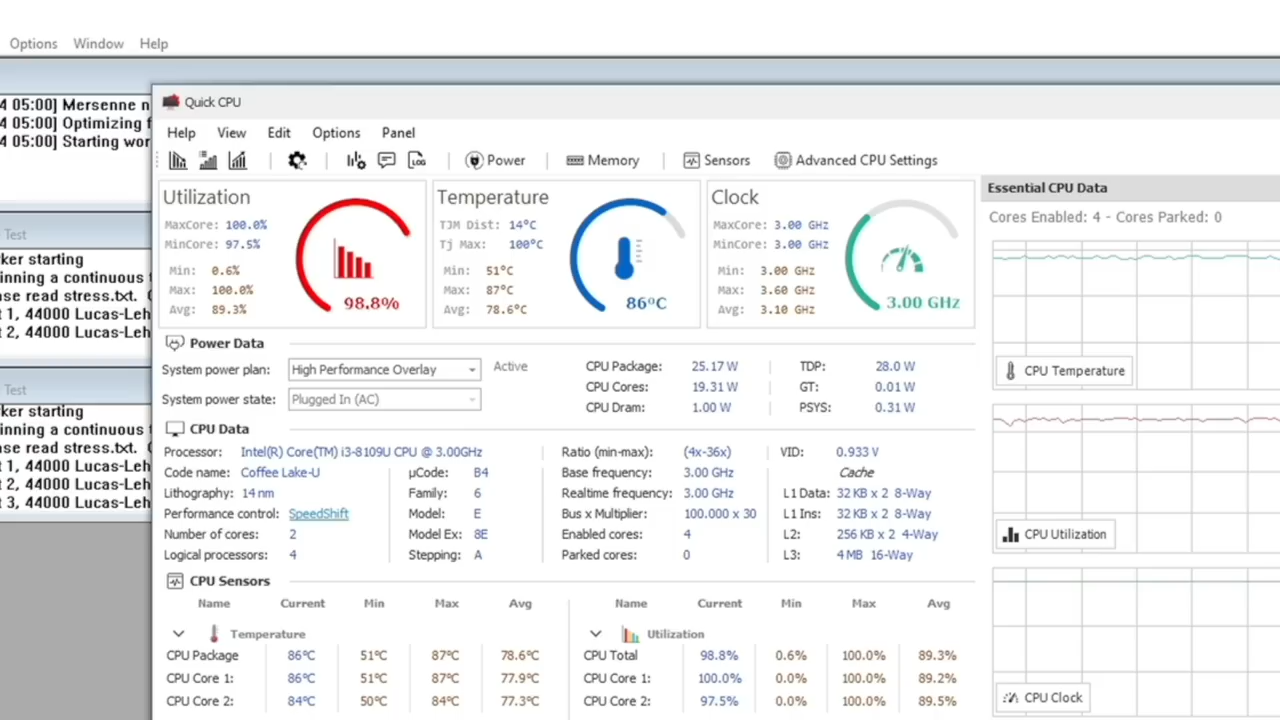 Options Window Help
4 05:00] Mersenne n
4 05:00] Optimizing f
4 05:00] Starting wor
Test
ker starting
inning a continuous
ase read stress.txt.
t 1, 44000 Lucas-Leh
t 2, 44000 Lucas-Leh
Test
ker starting
inning a continuous
ase read stress.txt.
t 1, 44000 Lucas-Leh
t 2, 44000 Lucas-Leh
t 3, 44000 Lucas-Leh
Quick CPU
Help View Edit Options Panel
LOG Power Memory Sensors Advanced CPU Settings
Utilization
MaxCore: 100.0%
MinCore: 97.5%
Min: 0.6%
Max: 100.0%
Avg: 89.3%
98.8%
Temperature
TJM Dist: 14°C
Tj Max: 100°C
Min: 51°C
Max: 87°C
Avg: 78.6°C
86°C
Clock
MaxCore: 3.00 GHz
MinCore: 3.00 GHz
Min: 3.00 GHz
Max: 3.60 GHz
Avg: 3.10 GHz
3.00 GHz
Power Data
System power plan: High Performance Overlay Active
System power state: Plugged In (AC)
CPU Package: 25.17 W TDP: 28.0 W
CPU Cores: 19.31 W GT: 0.01 W
CPU Dram: 1.00 W PSYS: 0.31 W
CPU Data
Processor: Intel(R) Core(TM) i3-8109U CPU @ 3.00GHz
Code name: Coffee Lake-U
Lithography: 14 nm
Performance control: SpeedShift
Number of cores: 2
Logical processors: 4
µCode: B4
Family: 6
Model: E
Model Ex: 8E
Stepping: A
Ratio (min-max): (4x-36x)
Base frequency: 3.00 GHz
Realtime frequency: 3.00 GHz
Bus x Multiplier: 100.000 x 30
Enabled cores: 4
Parked cores: 0
VID: 0.933 V
Cache
L1 Data: 32 KB x 2 8-Way
L1 Ins: 32 KB x 2 8-Way
L2: 256 KB x 2 4-Way
L3: 4 MB 16-Way
CPU Sensors
Name Current Min Max Avg
Temperature
CPU Package 86°C 51°C 87°C 78.6°C
CPU Core 1: 86°C 51°C 87°C 77.9°C
CPU Core 2: 84°C 50°C 84°C 77.3°C
Name Current Min Max Avg
Utilization
CPU Total 98.8% 0.6% 100.0% 89.3%
CPU Core 1: 100.0% 0.0% 100.0% 89.2%
CPU Core 2: 97.5% 0.0% 100.0% 89.5%
Essential CPU Data
Cores Enabled: 4 - Cores Parked: 0
CPU Temperature
CPU Utilization
CPU Clock